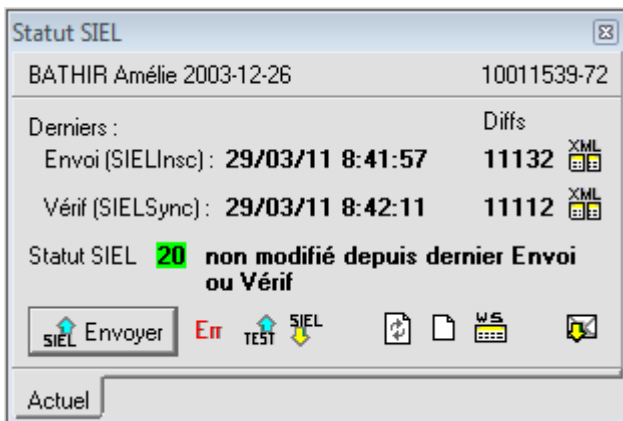 Statut SIEL
BATHIR Amélie 2003-12-26 10011539-72
Derniers : Diffs
Envoi (SIELInsc) : 29/03/11 8:41:57 11132 XML
Vérif (SIELSync) : 29/03/11 8:42:11 11112 XML
Statut SIEL 20 non modifié depuis dernier Envoi
ou Vérif
SIEL Envoyer Err TEST SIEL WS
Actuel